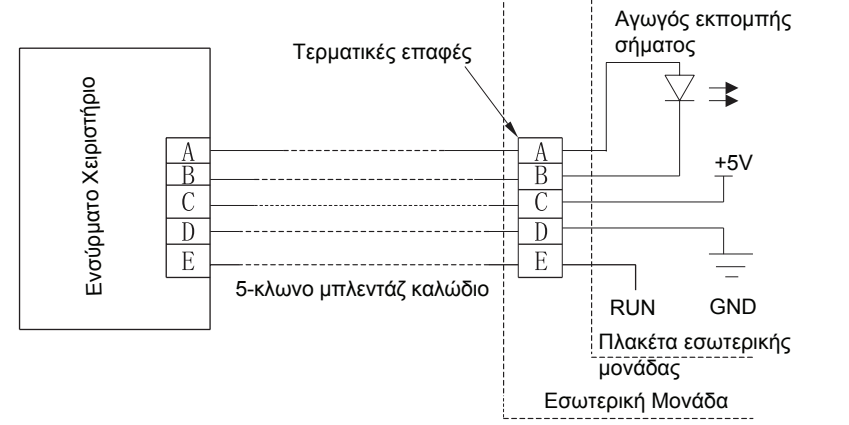 Αγωγός εκπομπής
σήματος
Τερματικές επαφές
Ενσύρματο Χειριστήριο
A
B
C
D
E
A
B
C
D
E
+5V
5-κλωνο μπλεντάζ καλώδιο
RUN
GND
Πλακέτα εσωτερικής
μονάδας
Εσωτερική Μονάδα